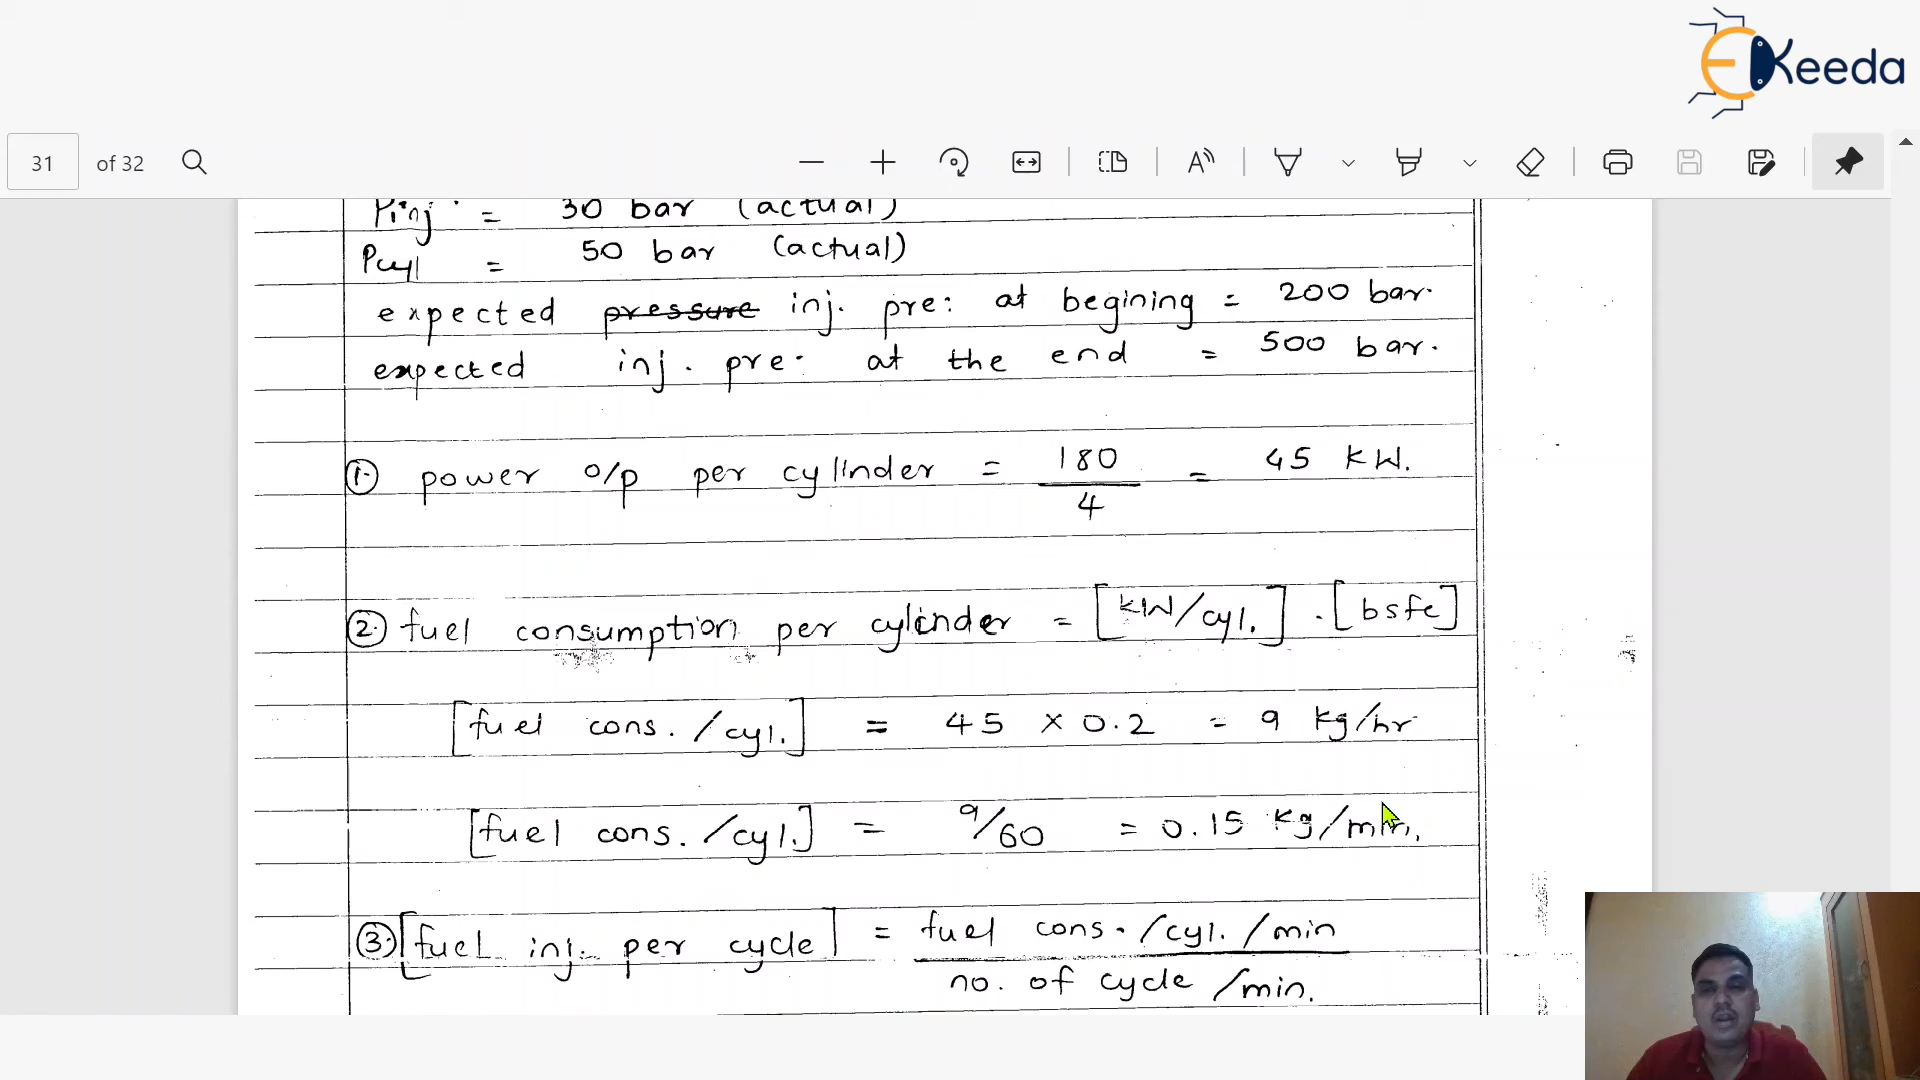 EKeeda
31 of 32
Pinj = 30 bar (actual)
Pcyl = 50 bar (actual)
expected pressure inj. pre: at begining = 200 bar.
expected inj. pre. at the end = 500 bar.
1. power o/p per cylinder = 180 / 4 = 45 KW.
2. fuel consumption per cylinder = [kW/cyl.] . [bsfc]
[fuel cons. /cyl.] = 45 × 0.2 = 9 kg/hr
[fuel cons. /cyl.] = 9/60 = 0.15 kg/min.
3. [fuel inj. per cycle] = fuel cons. /cyl. /min
no. of cycle /min.